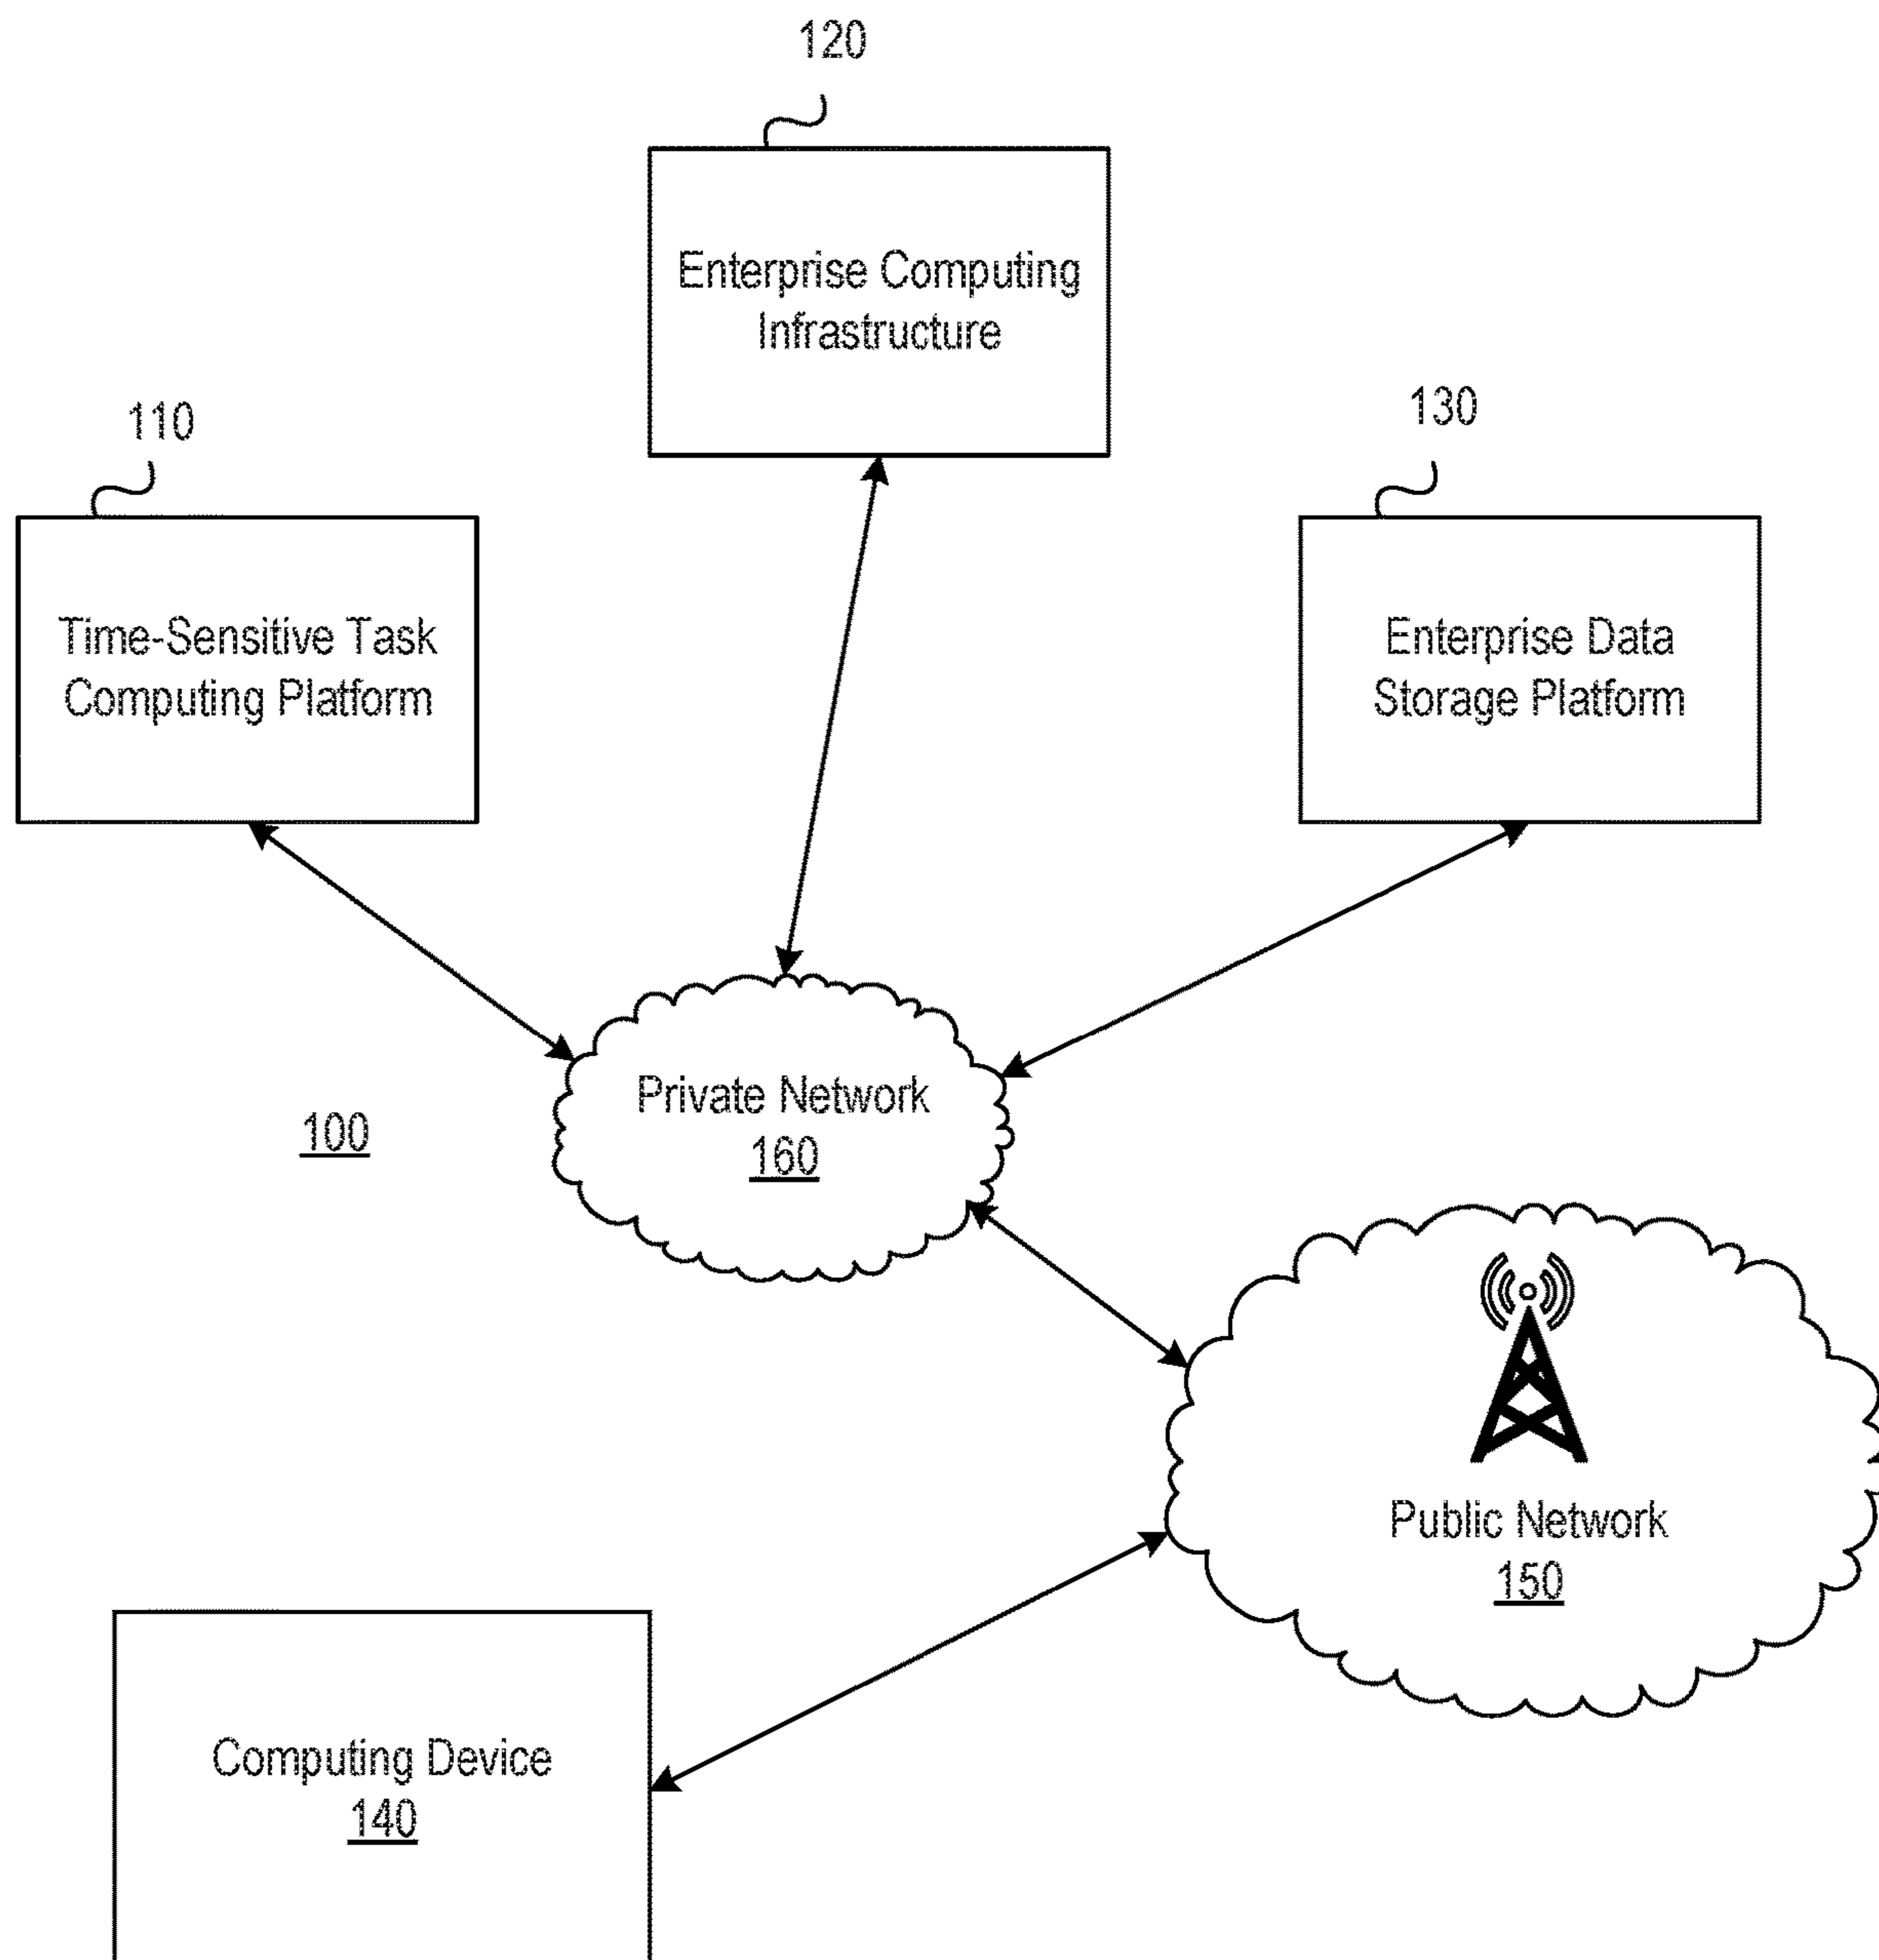 120
Enterprise Computing
Infrastructure
110
Time-Sensitive Task
Computing Platform
130
Enterprise Data
Storage Platform
Private Network
160
100
Public Network
150
Computing Device
140